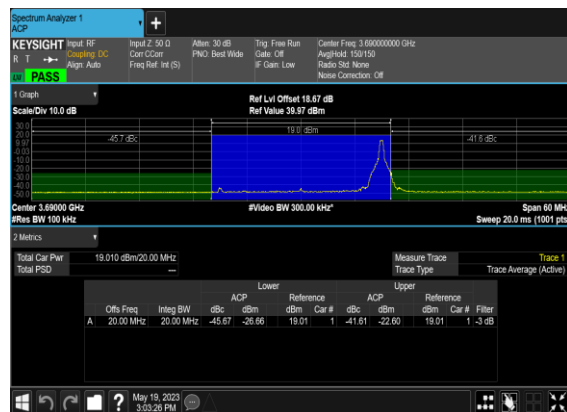 Spectrum Analyzer 1
ACP
+
KEYSIGHT Input: RF Input Z: 50 Ω Atten: 30 dB Trig: Free Run Center Freq: 3.690000000 GHz
R T Coupling: DC Corr CCorr PNO: Best Wide Gate: Off Avg|Hold: 150/150
Align: Auto Freq Ref: Int (S) IF Gain: Low Radio Std: None
PASS Noise Correction: Off
1 Graph Ref Lvl Offset 18.67 dB
Scale/Div 10.0 dB Ref Value 39.97 dBm
30.0
20.0 19.0 dBm
9.97 -45.7 dBc -41.6 dBc
-0.03
-10.0
-20.0
-30.0
-40.0
-50.0
Center 3.69000 GHz #Video BW 300.00 kHz* Span 60 MHz
#Res BW 100 kHz Sweep 20.0 ms (1001 pts
2 Metrics
Total Car Pwr 19.010 dBm/20.00 MHz Measure Trace Trace 1
Total PSD --- Trace Type Trace Average (Active)
Lower Upper
ACP Reference ACP Reference
Offs Freq Integ BW dBc dBm dBm Car # dBc dBm dBm Car # Filter
A 20.00 MHz 20.00 MHz -45.67 -26.66 19.01 1 -41.61 -22.60 19.01 1 -3 dB
? May 19, 2023
3:03:26 PM